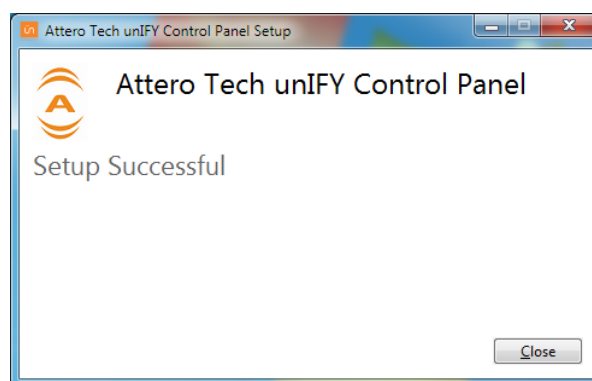 Attero Tech unIFY Control Panel Setup
Attero Tech unIFY Control Panel
A
Setup Successful
Close